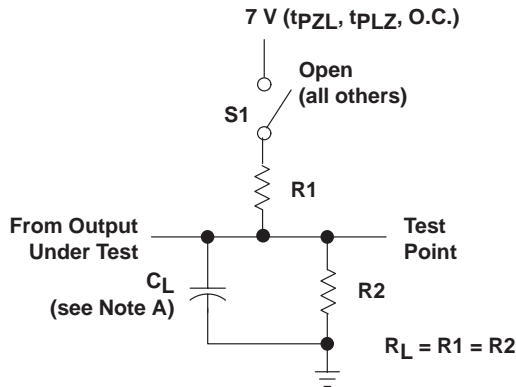 7 V (tPZL, tPLZ, O.C.)
Open
(all others)
S1
R1
From Output
Under Test
Test
Point
CL
(see Note A)
R2
RL = R1 = R2